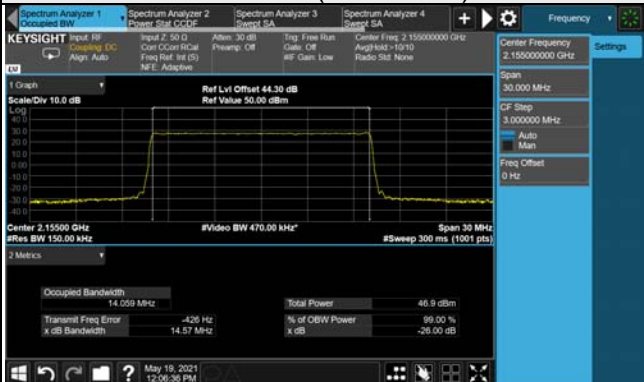 Spectrum Analyzer 1
Occupied BW
Spectrum Analyzer 2
Power Stat CCDF
Spectrum Analyzer 3
Swept SA
Spectrum Analyzer 4
Swept SA
Frequency
KEYSIGHT
Input: RF
Coupling: DC
Align: Auto
Input Z: 50 Ω
Corr CCorr RCal
Freq Ref: Int (S)
NFE: Adaptive
Atten: 30 dB
Preamp: Off
Trig: Free Run
Gate: Off
#IF Gain: Low
Center Freq: 2.155000000 GHz
Avg|Hold:>10/10
Radio Std: None
Center Frequency
2.155000000 GHz
Settings
Span
30.000 MHz
CF Step
3.000000 MHz
Auto
Man
Freq Offset
0 Hz
1 Graph
Scale/Div 10.0 dB
Ref Lvl Offset 44.30 dB
Ref Value 50.00 dBm
Log
40.0
30.0
20.0
10.0
0.00
-10.0
-20.0
-30.0
-40.0
Center 2.15500 GHz
#Res BW 150.00 kHz
#Video BW 470.00 kHz*
Span 30 MHz
#Sweep 300 ms (1001 pts)
2 Metrics
Occupied Bandwidth
14.059 MHz
Total Power
46.9 dBm
Transmit Freq Error
-426 Hz
% of OBW Power
99.00 %
x dB Bandwidth
14.57 MHz
x dB
-26.00 dB
May 19, 2021
12:06:36 PM